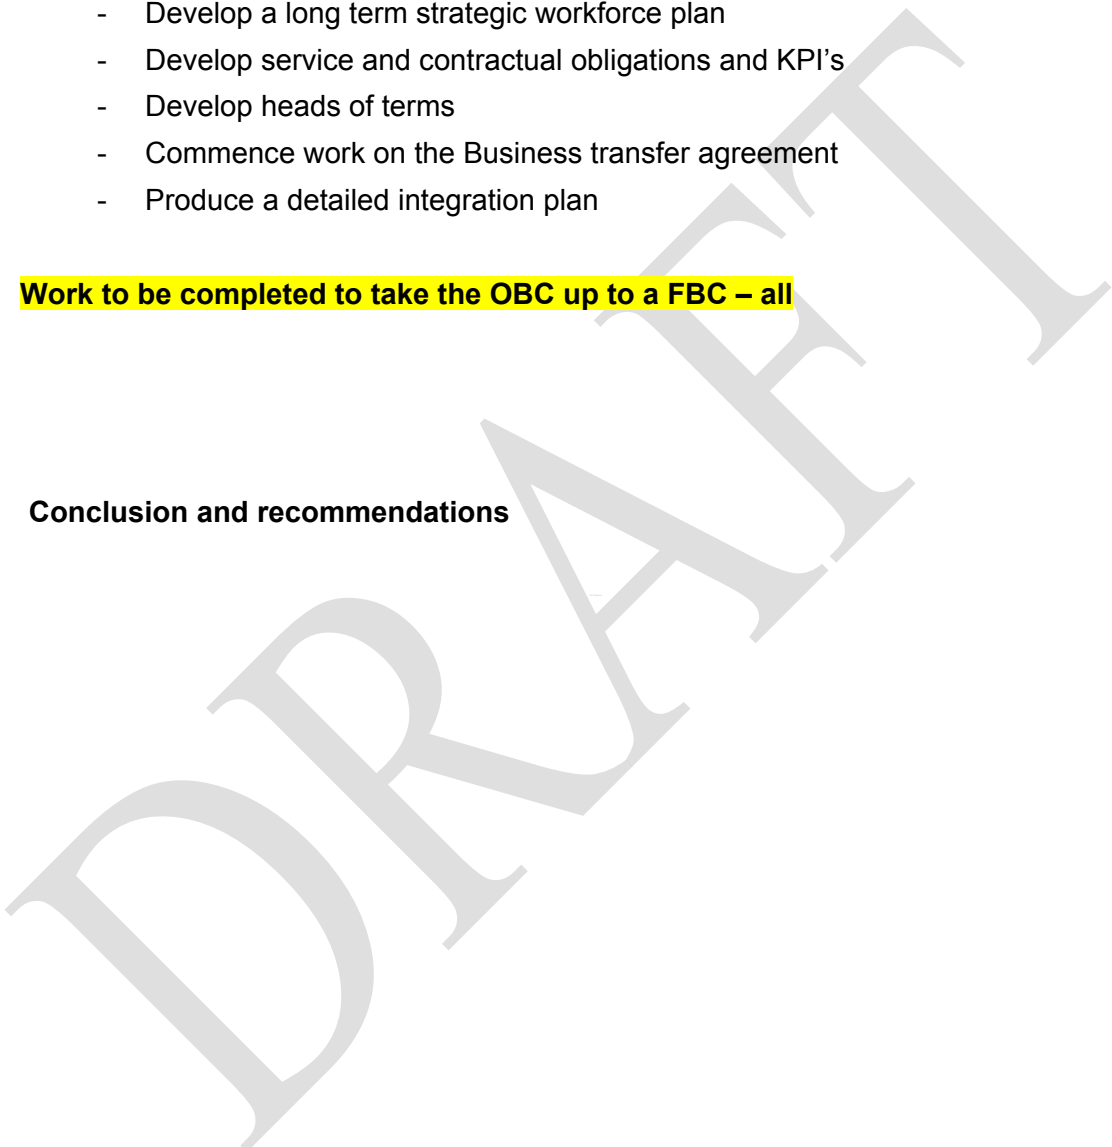 - Develop a long term strategic workforce plan
- Develop service and contractual obligations and KPI’s
- Develop heads of terms
- Commence work on the Business transfer agreement
- Produce a detailed integration plan
Work to be completed to take the OBC up to a FBC – all
Conclusion and recommendations
DRAFT